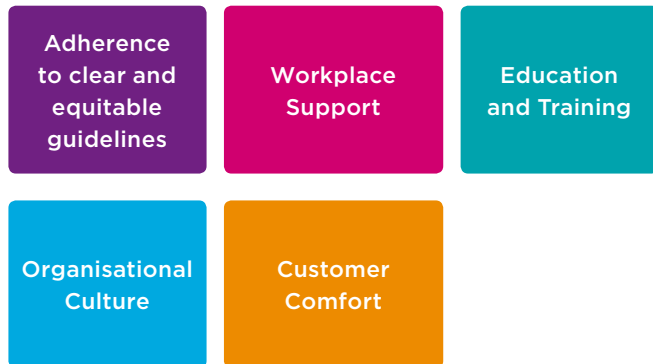 Adherence
to clear and
equitable
guidelines
Workplace
Support
Education
and Training
Organisational
Culture
Customer
Comfort